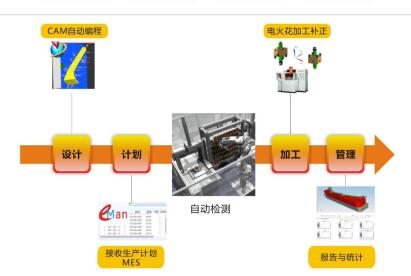 CAM自动编程
电火花加工补正
设计
计划
加工
管理
自动检测
eMan
接收生产计划
MES
报告与统计